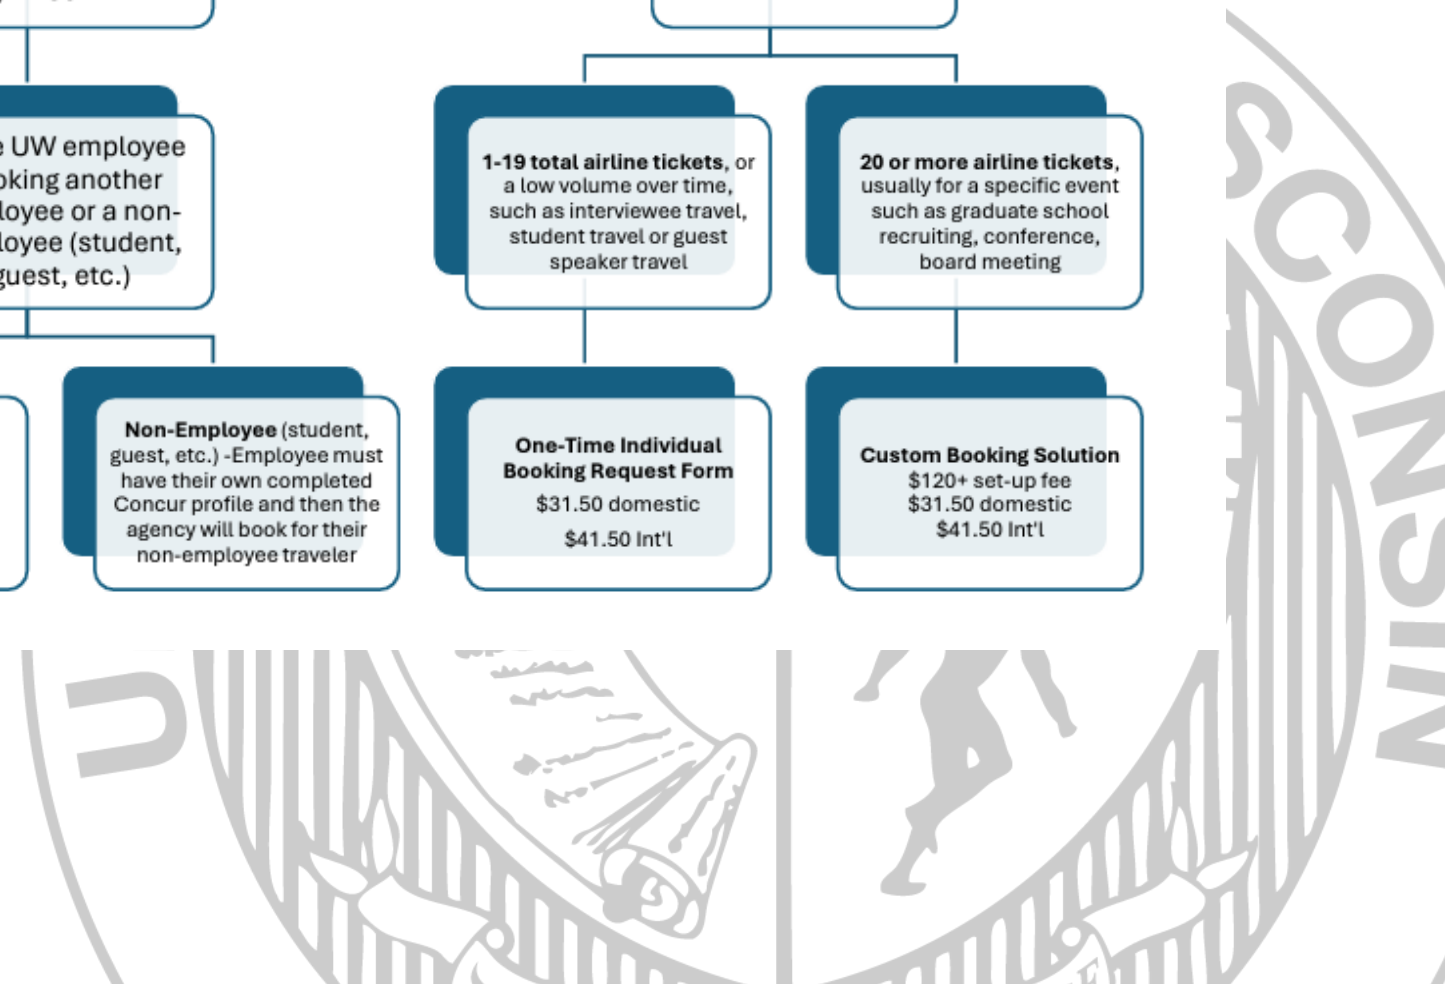 UW employee
another
or a non-
(student,
guest, etc.)
1-19 total airline tickets, or
a low volume over time,
such as interviewee travel,
student travel or guest
speaker travel
20 or more airline tickets,
usually for a specific event
such as graduate school
recruiting, conference,
board meeting
Non-Employee (student,
guest, etc.) -Employee must
have their own completed
Concur profile and then the
agency will book for their
non-employee traveler
One-Time Individual
Booking Request Form
$31.50 domestic
$41.50 Int'l
Custom Booking Solution
$120+ set-up fee
$31.50 domestic
$41.50 Int'l
U
SCONSIN